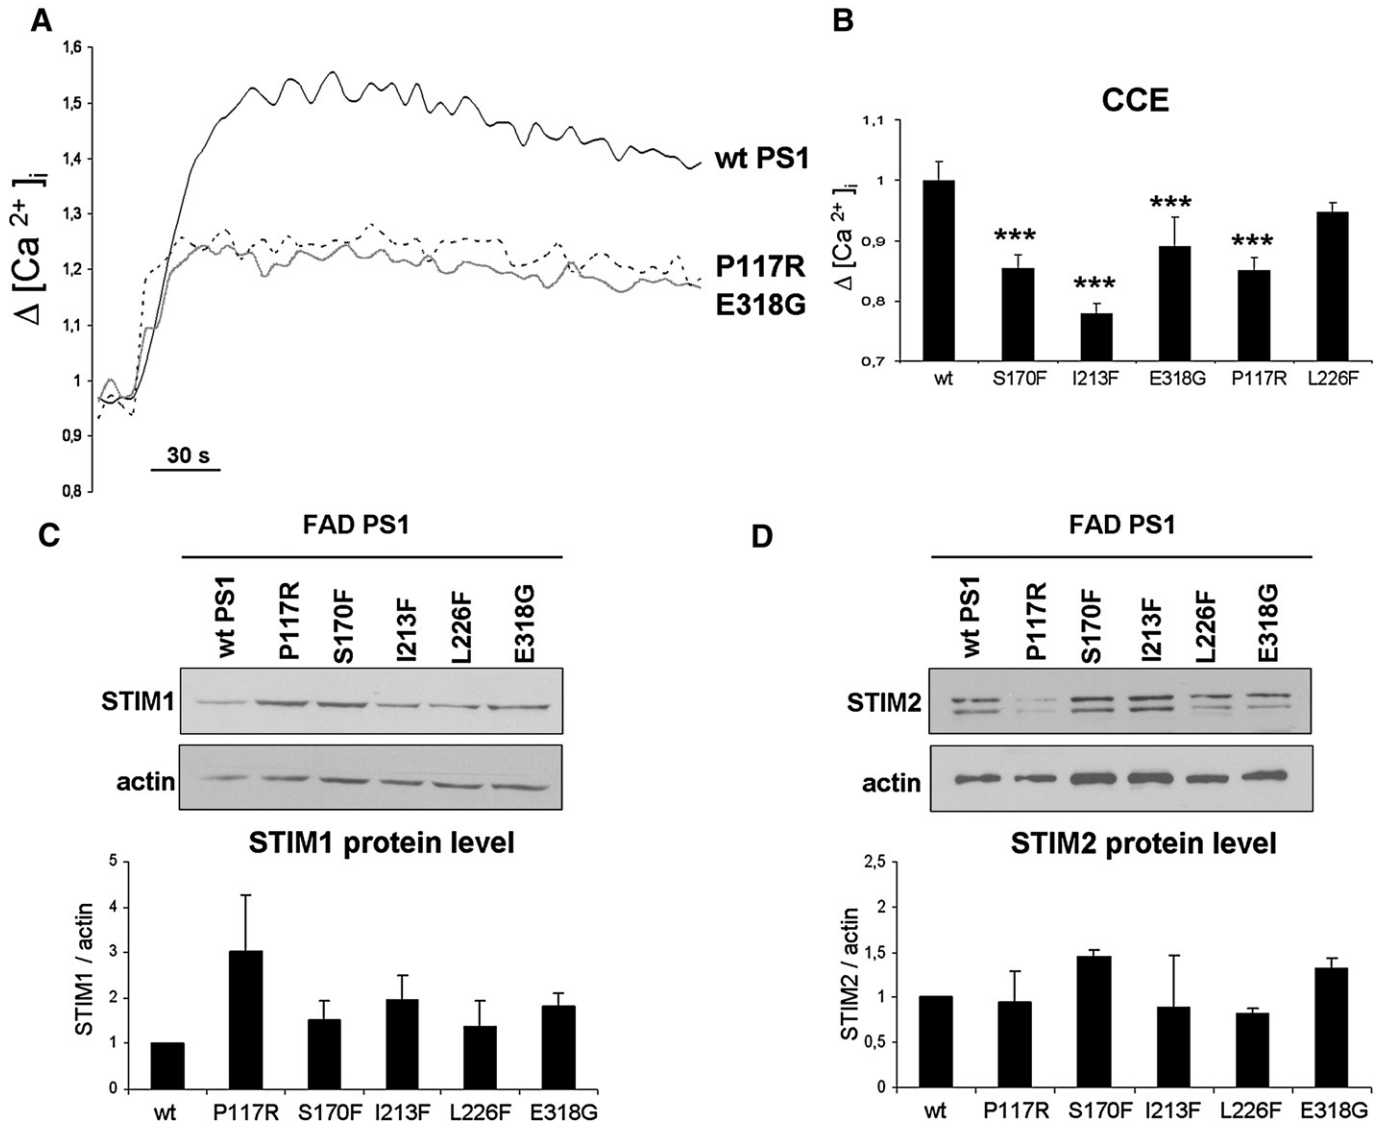 A
1,6
1,5
1,4
1,3
1,2
1,1
1
0,9
0,8
Δ [Ca 2+]i
wt PS1
P117R
E318G
30 s
B
CCE
1,1
1
0,9
0,8
0,7
Δ [Ca 2+]i
***
***
***
***
wt S170F I213F E318G P117R L226F
C
FAD PS1
wt PS1 P117R S170F I213F L226F E318G
STIM1
actin
STIM1 protein level
5
4
3
2
1
0
STIM1 / actin
wt P117R S170F I213F L226F E318G
D
FAD PS1
wt PS1 P117R S170F I213F L226F E318G
STIM2
actin
STIM2 protein level
2,5
2
1,5
1
0,5
0
STIM2 / actin
wt P117R S170F I213F L226F E318G